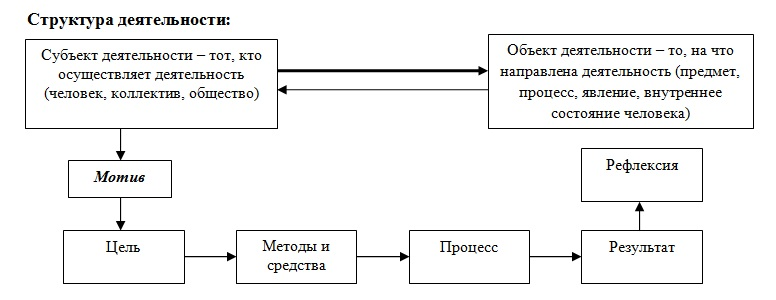 Структура деятельности:
Субъект деятельности – тот, кто
осуществляет деятельность
(человек, коллектив, общество)
Объект деятельности – то, на что
направлена деятельность (предмет,
процесс, явление, внутреннее
состояние человека)
Мотив
Рефлексия
Цель
Методы и
средства
Процесс
Результат